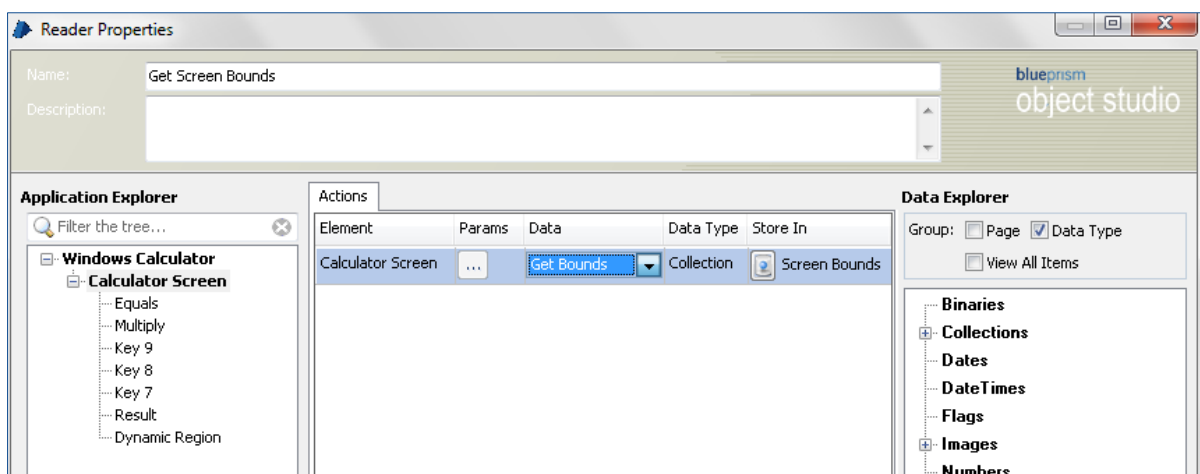 Reader Properties
Name: Get Screen Bounds
Description:
blueprism
object studio
Application Explorer
Filter the tree...
Windows Calculator
Calculator Screen
Equals
Multiply
Key 9
Key 8
Key 7
Result
Dynamic Region
Actions
Element Params Data Data Type Store In
Calculator Screen ... Get Bounds Collection Screen Bounds
Data Explorer
Group: Page Data Type
View All Items
Binaries
Collections
Dates
DateTimes
Flags
Images
Numbers